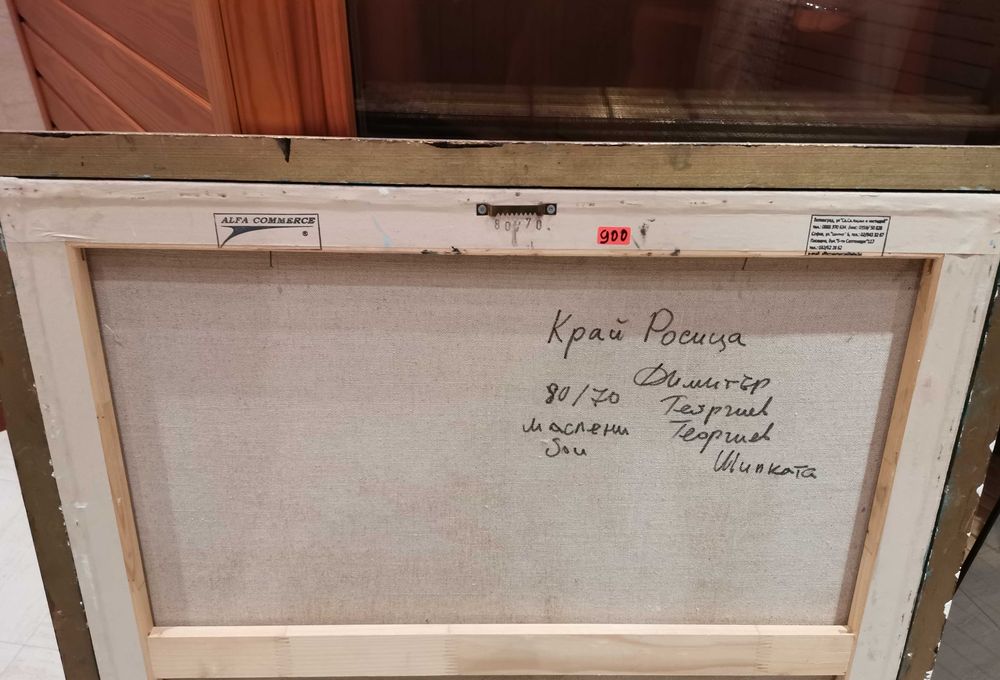 ALFA COMMERCE
®
80 70.
900
Край Росица
Димитър
80/70 Георгиев
маслени Георгиев
бои Шипката